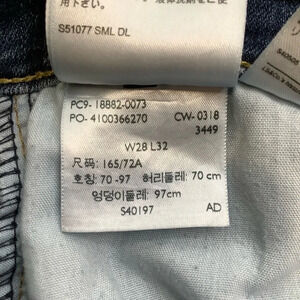 用下さい。
S51077 SML DL
PC9- 18882-0073
PO- 4100366270 CW- 0318
3449
W28 L32
尺码: 165/72A
호칭: 70 -97 허리둘레: 70 cm
엉덩이둘레: 97cm
S40197 AD